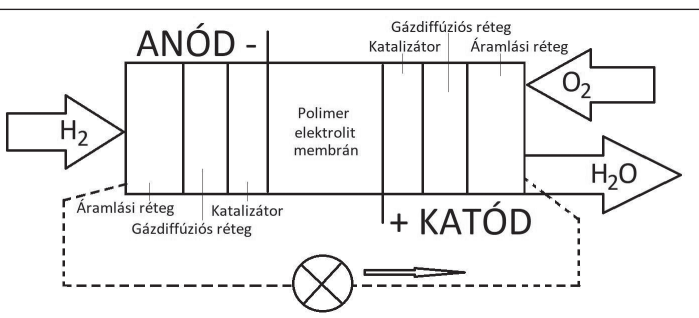 ANÓD -
Gázdiffúziós réteg
Katalizátor
Áramlási réteg
H₂
Polimer
elektrolit
membrán
O₂
H₂O
Áramlási réteg
Katalizátor
Gázdiffúziós réteg
+ KATÓD